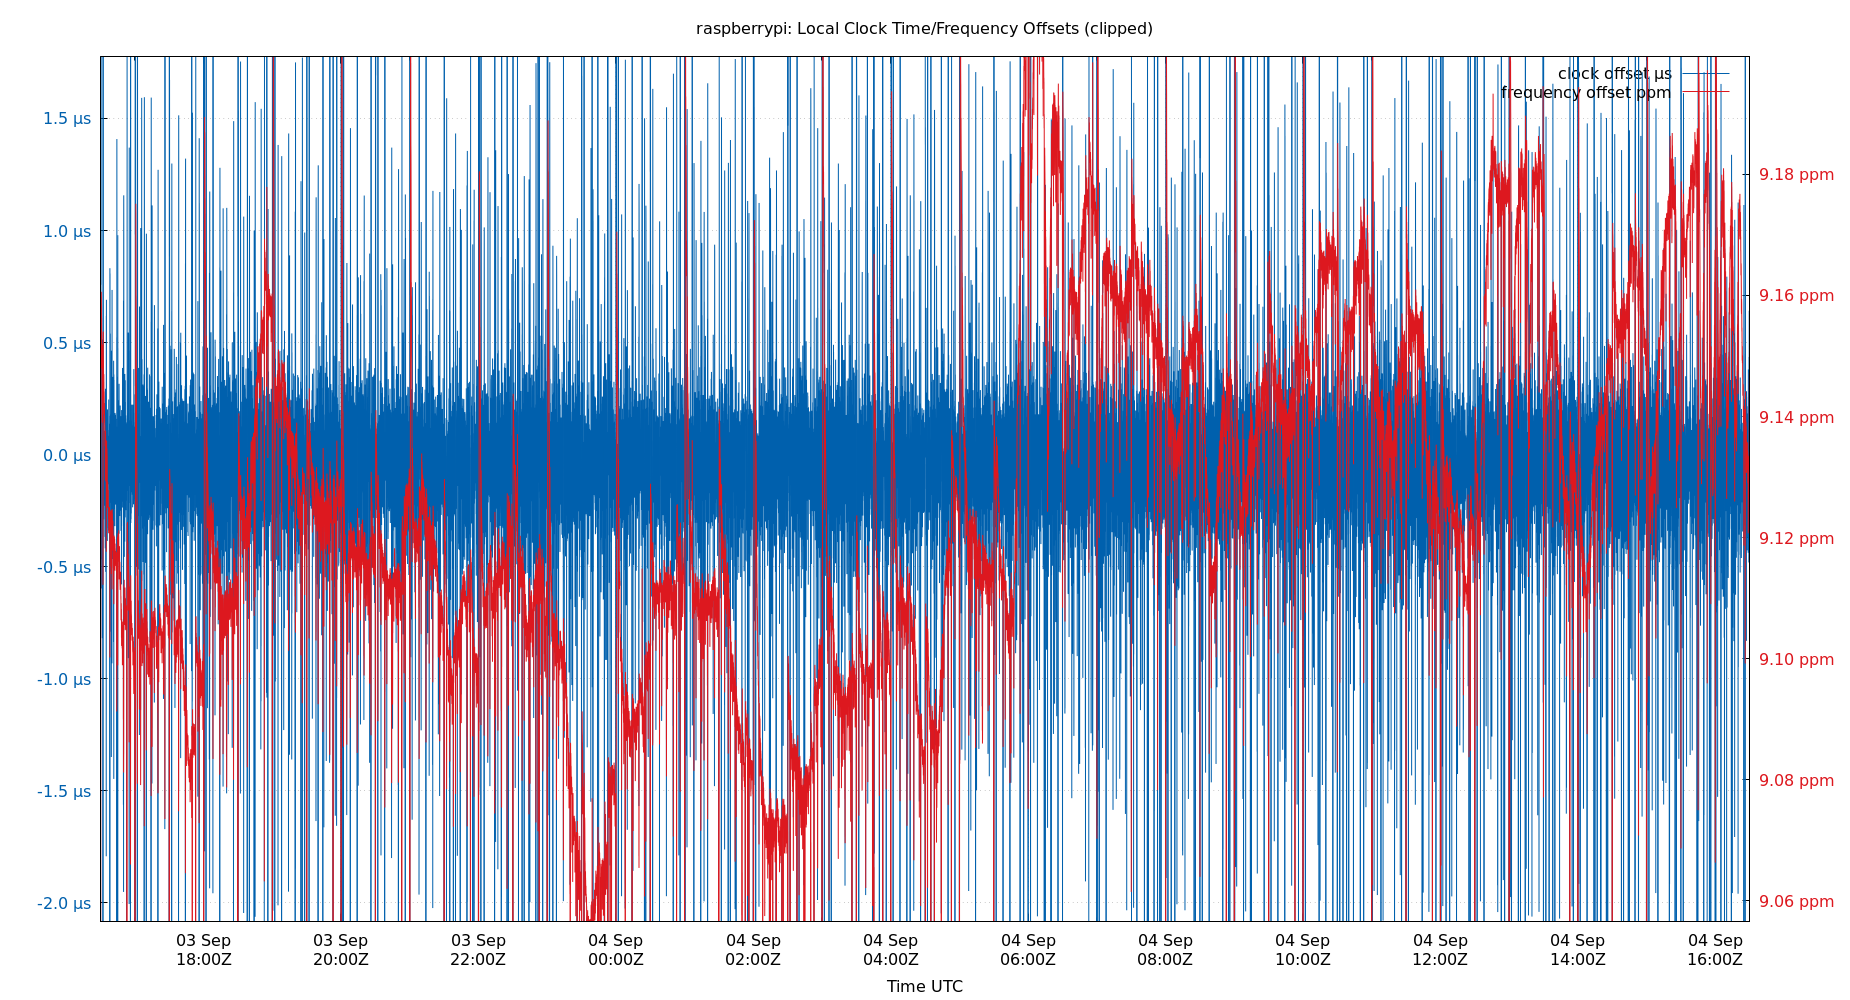 raspberrypi: Local Clock Time/Frequency Offsets (clipped)
clock offset µs
frequency offset ppm
1.5 µs
1.0 µs
0.5 µs
0.0 µs
-0.5 µs
-1.0 µs
-1.5 µs
-2.0 µs
9.18 ppm
9.16 ppm
9.14 ppm
9.12 ppm
9.10 ppm
9.08 ppm
9.06 ppm
03 Sep 03 Sep 03 Sep 04 Sep 04 Sep 04 Sep 04 Sep 04 Sep 04 Sep 04 Sep 04 Sep 04 Sep
18:00Z 20:00Z 22:00Z 00:00Z 02:00Z 04:00Z 06:00Z 08:00Z 10:00Z 12:00Z 14:00Z 16:00Z
Time UTC